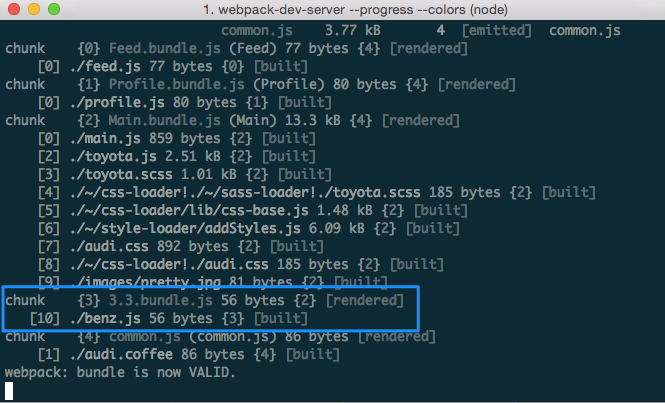 1. webpack-dev-server --progress --colors (node)
common.js 3.77 kB 4 [emitted] common.js
chunk {0} Feed.bundle.js (Feed) 77 bytes {4} [rendered]
[0] ./feed.js 77 bytes {0} [built]
chunk {1} Profile.bundle.js (Profile) 80 bytes {4} [rendered]
[0] ./profile.js 80 bytes {1} [built]
chunk {2} Main.bundle.js (Main) 13.3 kB {4} [rendered]
[0] ./main.js 859 bytes {2} [built]
[2] ./toyota.js 2.51 kB {2} [built]
[3] ./toyota.scss 1.01 kB {2} [built]
[4] ./~/css-loader!./~/sass-loader!./toyota.scss 185 bytes {2} [built]
[5] ./~/css-loader/lib/css-base.js 1.48 kB {2} [built]
[6] ./~/style-loader/addStyles.js 6.09 kB {2} [built]
[7] ./audi.css 892 bytes {2} [built]
[8] ./~/css-loader!./audi.css 185 bytes {2} [built]
[9] ./images/pretty.jpg 81 bytes {2} [built]
chunk {3} 3.3.bundle.js 56 bytes {2} [rendered]
[10] ./benz.js 56 bytes {3} [built]
chunk {4} common.js (common.js) 86 bytes [rendered]
[1] ./audi.coffee 86 bytes {4} [built]
webpack: bundle is now VALID.